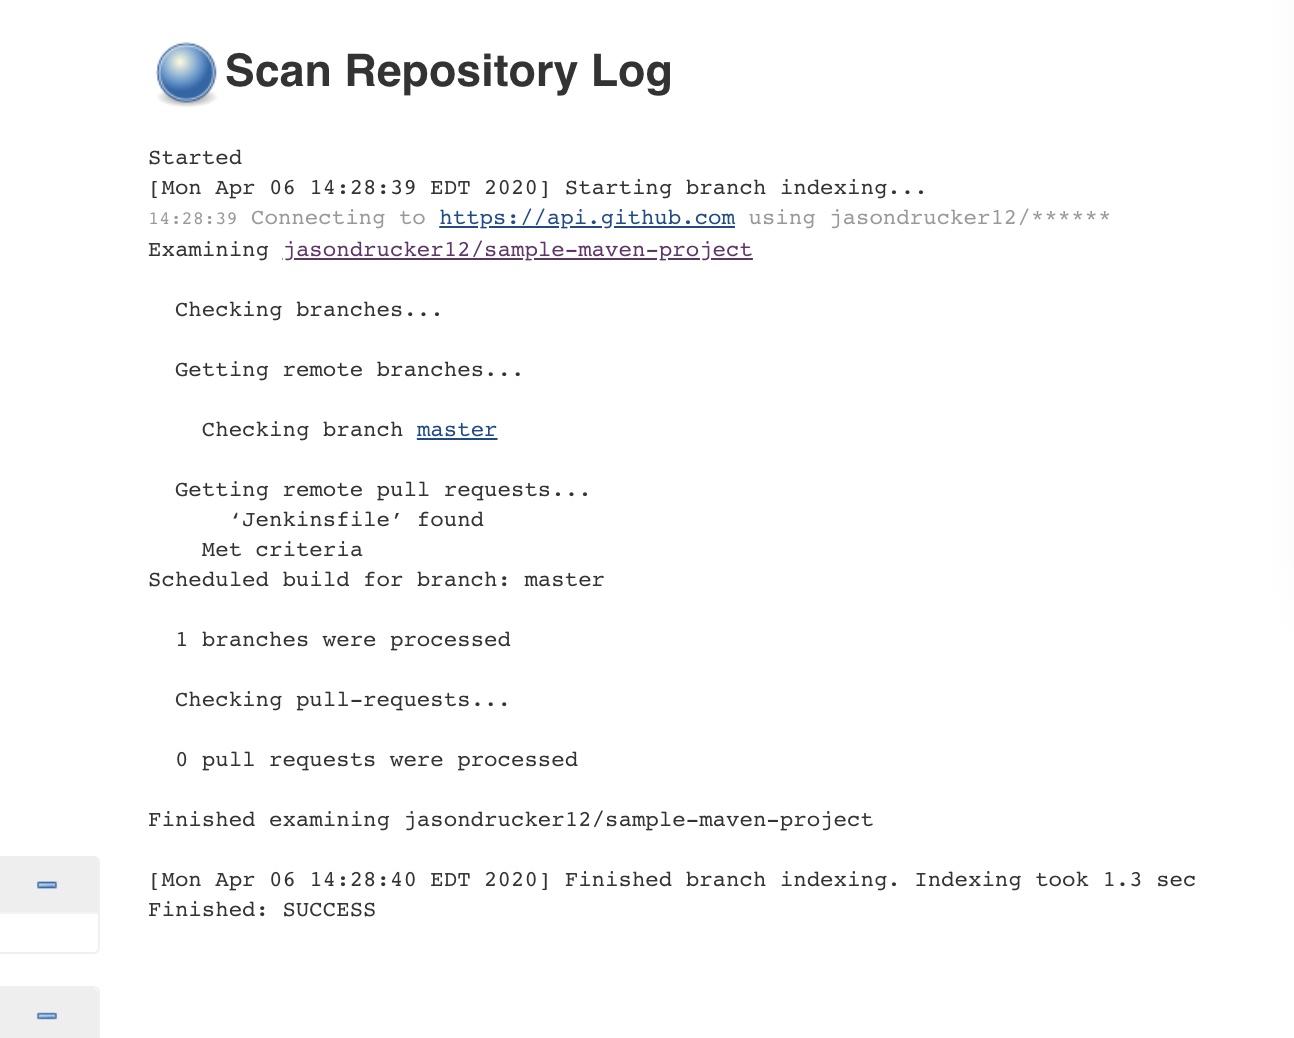 Scan Repository Log
Started
[Mon Apr 06 14:28:39 EDT 2020] Starting branch indexing...
14:28:39 Connecting to https://api.github.com using jasondrucker12/******
Examining jasondrucker12/sample-maven-project
Checking branches...
Getting remote branches...
Checking branch master
Getting remote pull requests...
‘Jenkinsfile’ found
Met criteria
Scheduled build for branch: master
1 branches were processed
Checking pull-requests...
0 pull requests were processed
Finished examining jasondrucker12/sample-maven-project
[Mon Apr 06 14:28:40 EDT 2020] Finished branch indexing. Indexing took 1.3 sec
Finished: SUCCESS